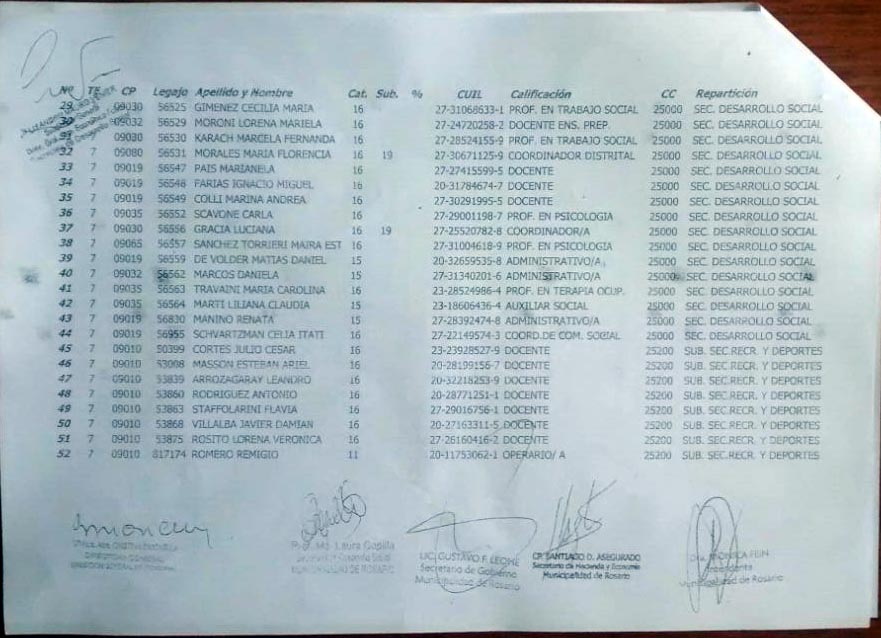 Nº TE CP Legajo Apellido y Nombre Cat. Sub. % CUIL Calificación CC Repartición
29 09030 56525 GIMENEZ CECILIA MARIA 16 27-31068633-1 PROF. EN TRABAJO SOCIAL 25000 SEC. DESARROLLO SOCIAL
30 09032 56529 MORONI LORENA MARIELA 16 27-24720258-2 DOCENTE ENS. PREP. 25000 SEC. DESARROLLO SOCIAL
31 09030 56530 KARACH MARCELA FERNANDA 16 27-28524155-9 PROF. EN TRABAJO SOCIAL 25000 SEC. DESARROLLO SOCIAL
32 7 09080 56531 MORALES MARIA FLORENCIA 16 19 27-30671125-9 COORDINADOR DISTRITAL 25000 SEC. DESARROLLO SOCIAL
33 7 09019 56547 PAIS MARIANELA 16 27-27415599-5 DOCENTE 25000 SEC. DESARROLLO SOCIAL
34 7 09019 56548 FARIAS IGNACIO MIGUEL 16 20-31784674-7 DOCENTE 25000 SEC. DESARROLLO SOCIAL
35 7 09019 56549 COLLI MARINA ANDREA 16 27-30291995-5 DOCENTE 25000 SEC. DESARROLLO SOCIAL
36 7 09035 56552 SCAVONE CARLA 16 27-29001198-7 PROF. EN PSICOLOGIA 25000 SEC. DESARROLLO SOCIAL
37 7 09030 56556 GRACIA LUCIANA 16 19 27-25520782-8 COORDINADOR/A 25000 SEC. DESARROLLO SOCIAL
38 7 09065 56557 SANCHEZ TORRIERI MAIRA EST 16 27-31004618-9 PROF. EN PSICOLOGIA 25000 SEC. DESARROLLO SOCIAL
39 7 09019 56559 DE VOLDER MATIAS DANIEL 15 20-32659535-8 ADMINISTRATIVO/A 25000 SEC. DESARROLLO SOCIAL
40 7 09032 56562 MARCOS DANIELA 15 27-31340201-6 ADMINISTRATIVO/A 25000 SEC. DESARROLLO SOCIAL
41 7 09035 56563 TRAVAINI MARIA CAROLINA 16 23-28524986-4 PROF. EN TERAPIA OCUP. 25000 SEC. DESARROLLO SOCIAL
42 7 09035 56564 MARTI LILIANA CLAUDIA 15 23-18606436-4 AUXILIAR SOCIAL 25000 SEC. DESARROLLO SOCIAL
43 7 09019 56830 MANINO RENATA 15 27-28392474-8 ADMINISTRATIVO/A 25000 SEC. DESARROLLO SOCIAL
44 7 09019 56955 SCHVARTZMAN CELIA ITATI 16 27-22149574-3 COORD.DE COM. SOCIAL 25000 SEC. DESARROLLO SOCIAL
45 7 09010 50399 CORTES JULIO CESAR 16 23-23928527-9 DOCENTE 25200 SUB. SEC.RECR. Y DEPORTES
46 7 09010 53008 MASSON ESTEBAN ARIEL 16 20-28199156-7 DOCENTE 25200 SUB. SEC.RECR. Y DEPORTES
47 7 09010 53839 ARROZAGARAY LEANDRO 16 20-32218253-9 DOCENTE 25200 SUB. SEC.RECR. Y DEPORTES
48 7 09010 53860 RODRIGUEZ ANTONIO 16 20-28771251-1 DOCENTE 25200 SUB. SEC.RECR. Y DEPORTES
49 7 09010 53863 STAFFOLARINI FLAVIA 16 27-29016756-1 DOCENTE 25200 SUB. SEC.RECR. Y DEPORTES
50 7 09010 53868 VILLALBA JAVIER DAMIAN 16 20-27163311-5 DOCENTE 25200 SUB. SEC.RECR. Y DEPORTES
51 7 09010 53875 ROSITO LORENA VERONICA 16 27-26160416-2 DOCENTE 25200 SUB. SEC.RECR. Y DEPORTES
52 7 09010 817174 ROMERO REMIGIO 11 20-11753062-1 OPERARIO/ A 25200 SUB. SEC.RECR. Y DEPORTES
LIC. GUSTAVO F. LEONE
Secretario de Gobierno
Municipalidad de Rosario
CP. SANTIAGO D. ASEGURADO
Secretario de Hacienda y Economía
Municipalidad de Rosario
Dra. MONICA FEIN
Intendenta
Municipalidad de Rosario
MUNICIPALIDAD DE ROSARIO